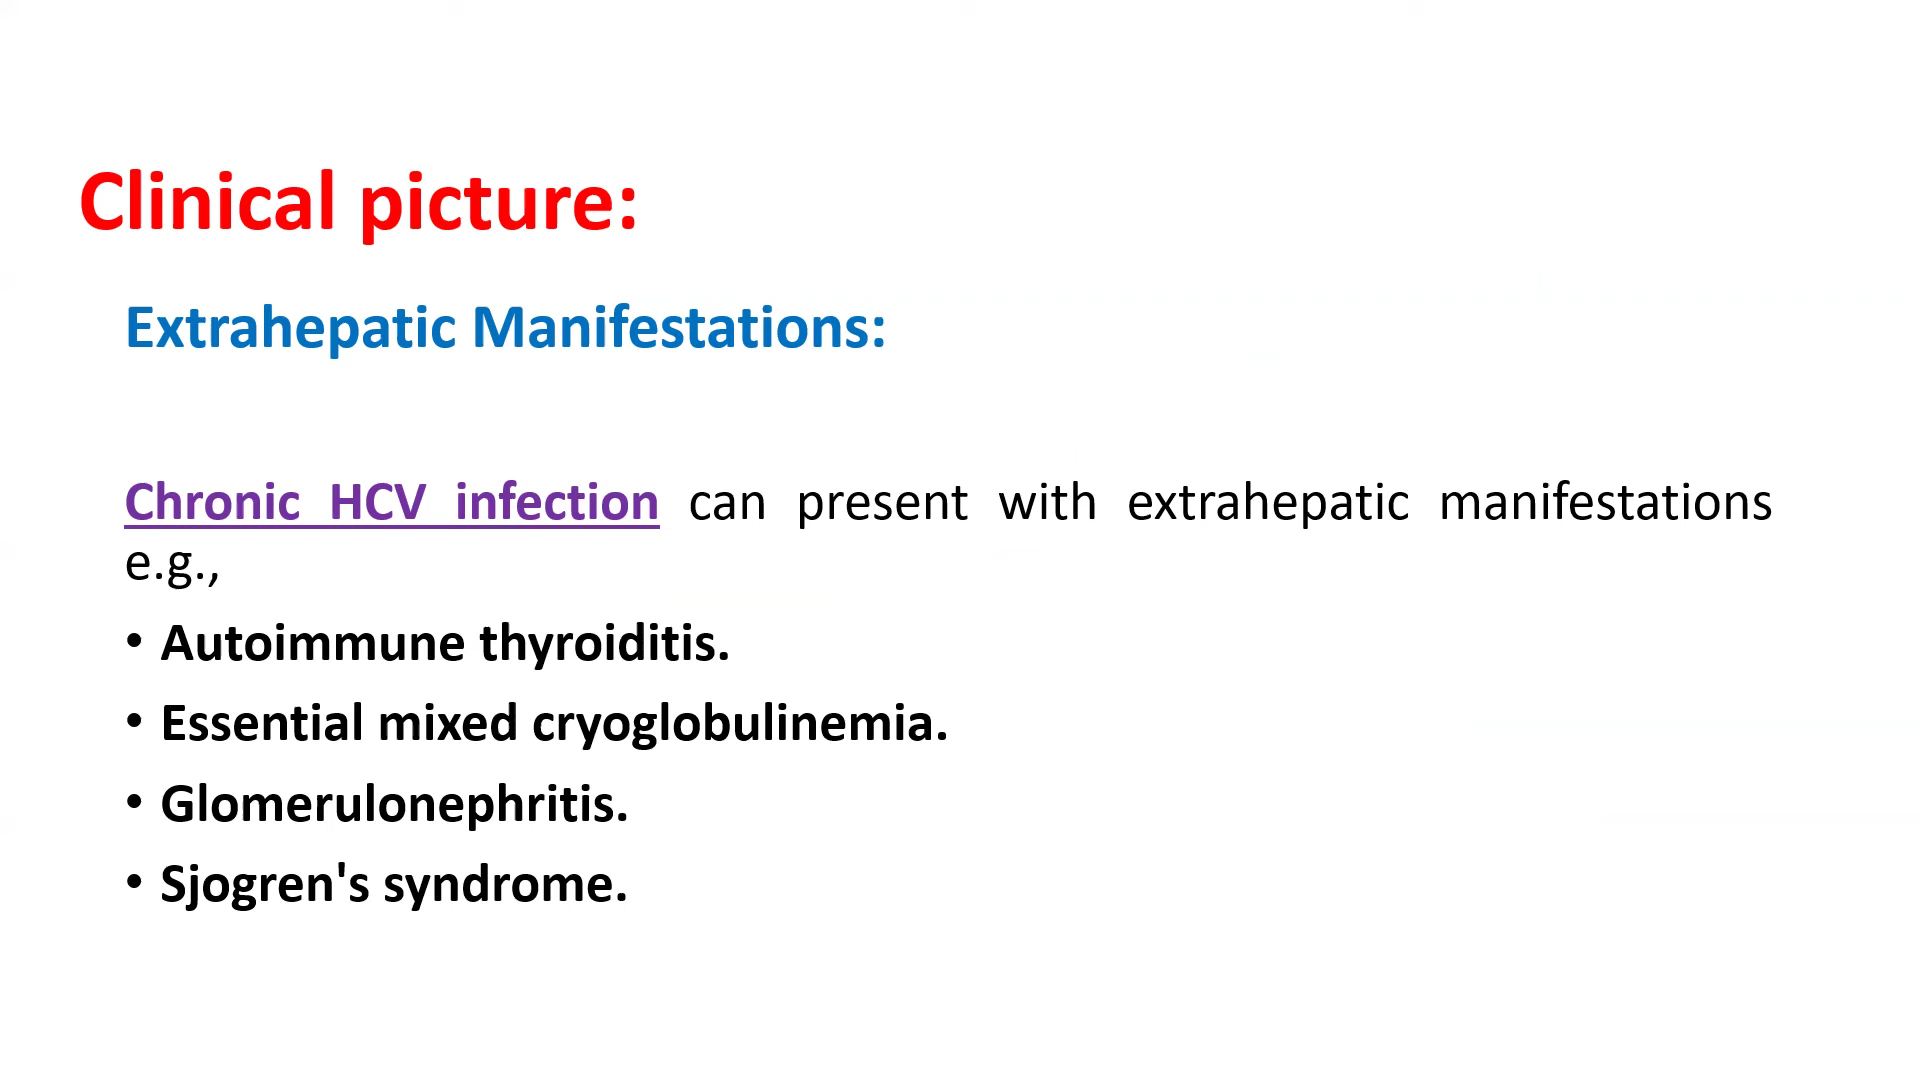 Clinical picture:
Extrahepatic Manifestations:
Chronic HCV infection can present with extrahepatic manifestations
e.g.,
• Autoimmune thyroiditis.
• Essential mixed cryoglobulinemia.
• Glomerulonephritis.
• Sjogren's syndrome.